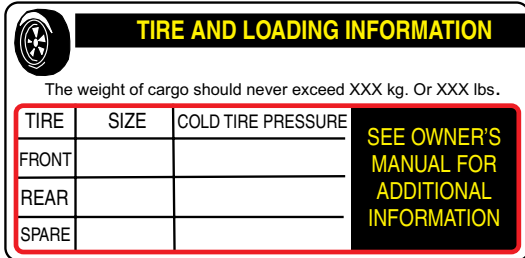 TIRE AND LOADING INFORMATION
The weight of cargo should never exceed XXX kg. Or XXX lbs.
TIRE SIZE COLD TIRE PRESSURE
FRONT
REAR
SPARE
SEE OWNER'S
MANUAL FOR
ADDITIONAL
INFORMATION